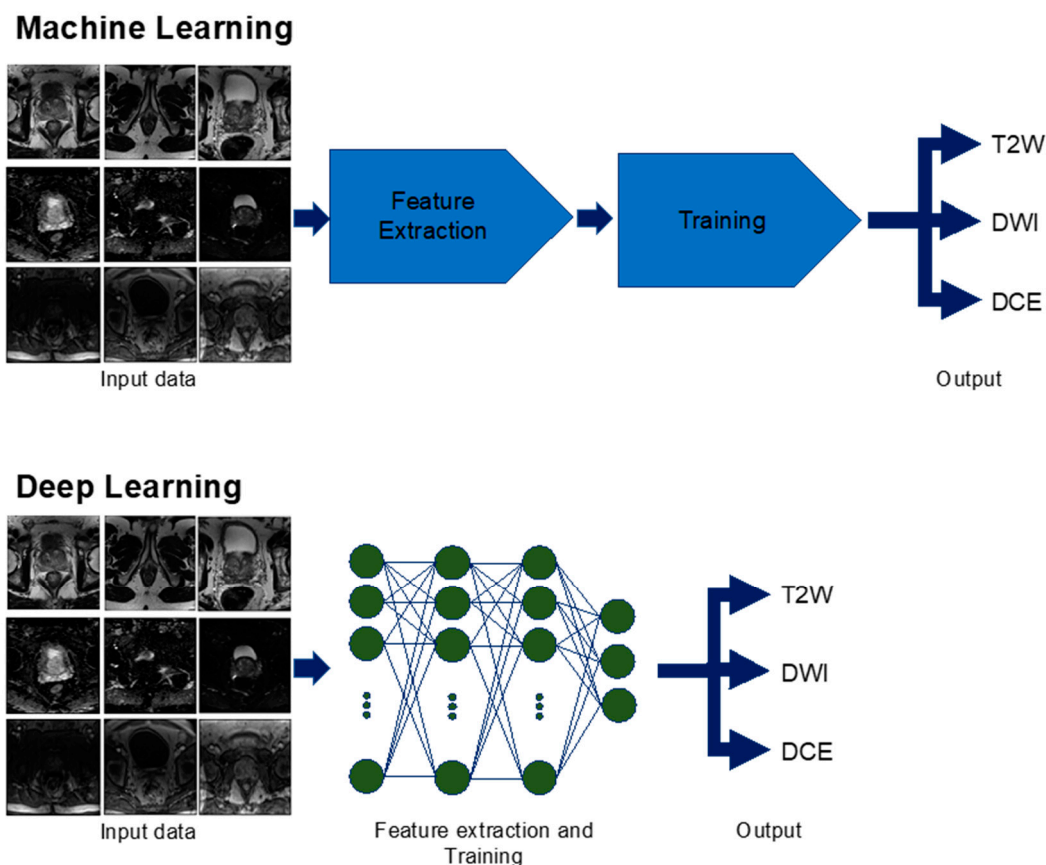 Machine Learning
Feature
Extraction
Training
T2W
DWI
DCE
Input data
Output
Deep Learning
T2W
DWI
DCE
Input data
Feature extraction and
Training
Output